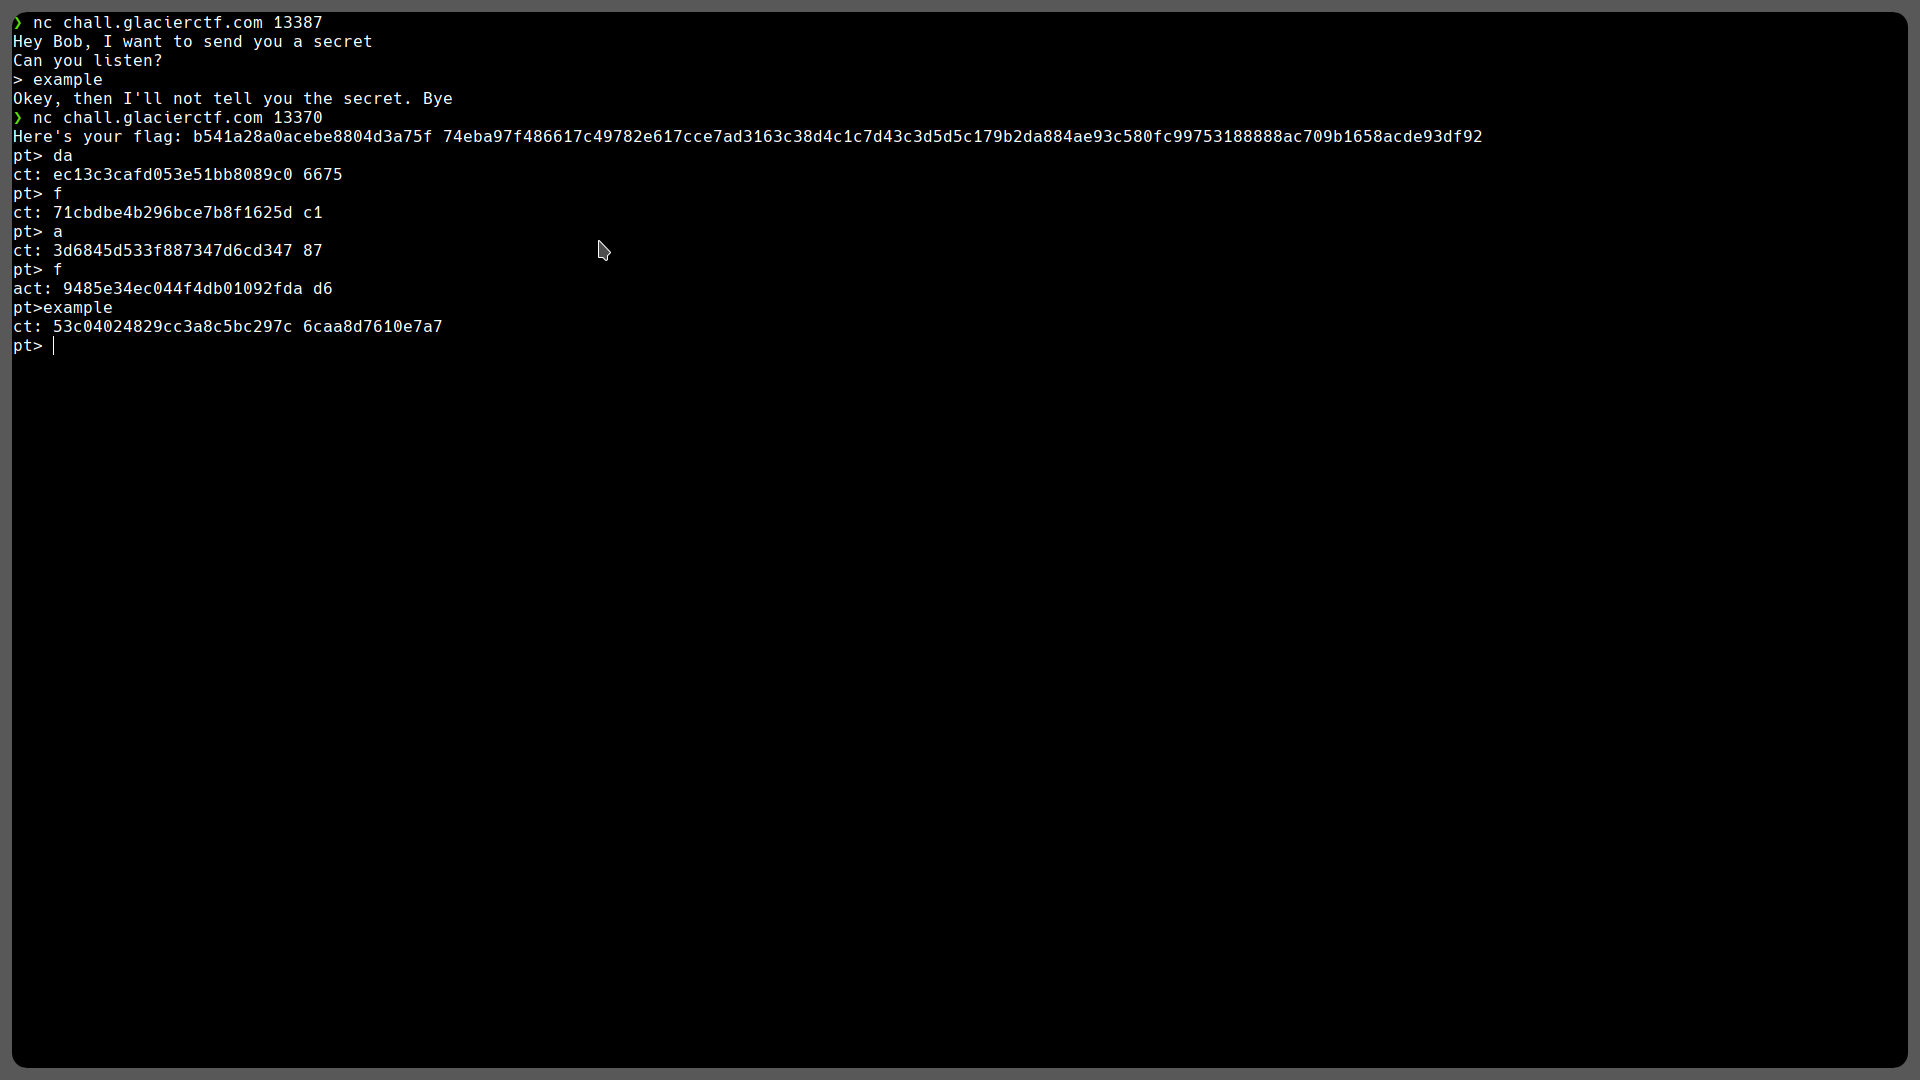 ❯ nc chall.glacierctf.com 13387
Hey Bob, I want to send you a secret
Can you listen?
> example
Okey, then I'll not tell you the secret. Bye
❯ nc chall.glacierctf.com 13370
Here's your flag: b541a28a0acebe8804d3a75f 74eba97f486617c49782e617cce7ad3163c38d4c1c7d43c3d5d5c179b2da884ae93c580fc99753188888ac709b1658acde93df92
pt> da
ct: ec13c3cafd053e51bb8089c0 6675
pt> f
ct: 71cbdbe4b296bce7b8f1625d c1
pt> a
ct: 3d6845d533f887347d6cd347 87
pt> f
act: 9485e34ec044f4db01092fda d6
pt>example
ct: 53c04024829cc3a8c5bc297c 6caa8d7610e7a7
pt>